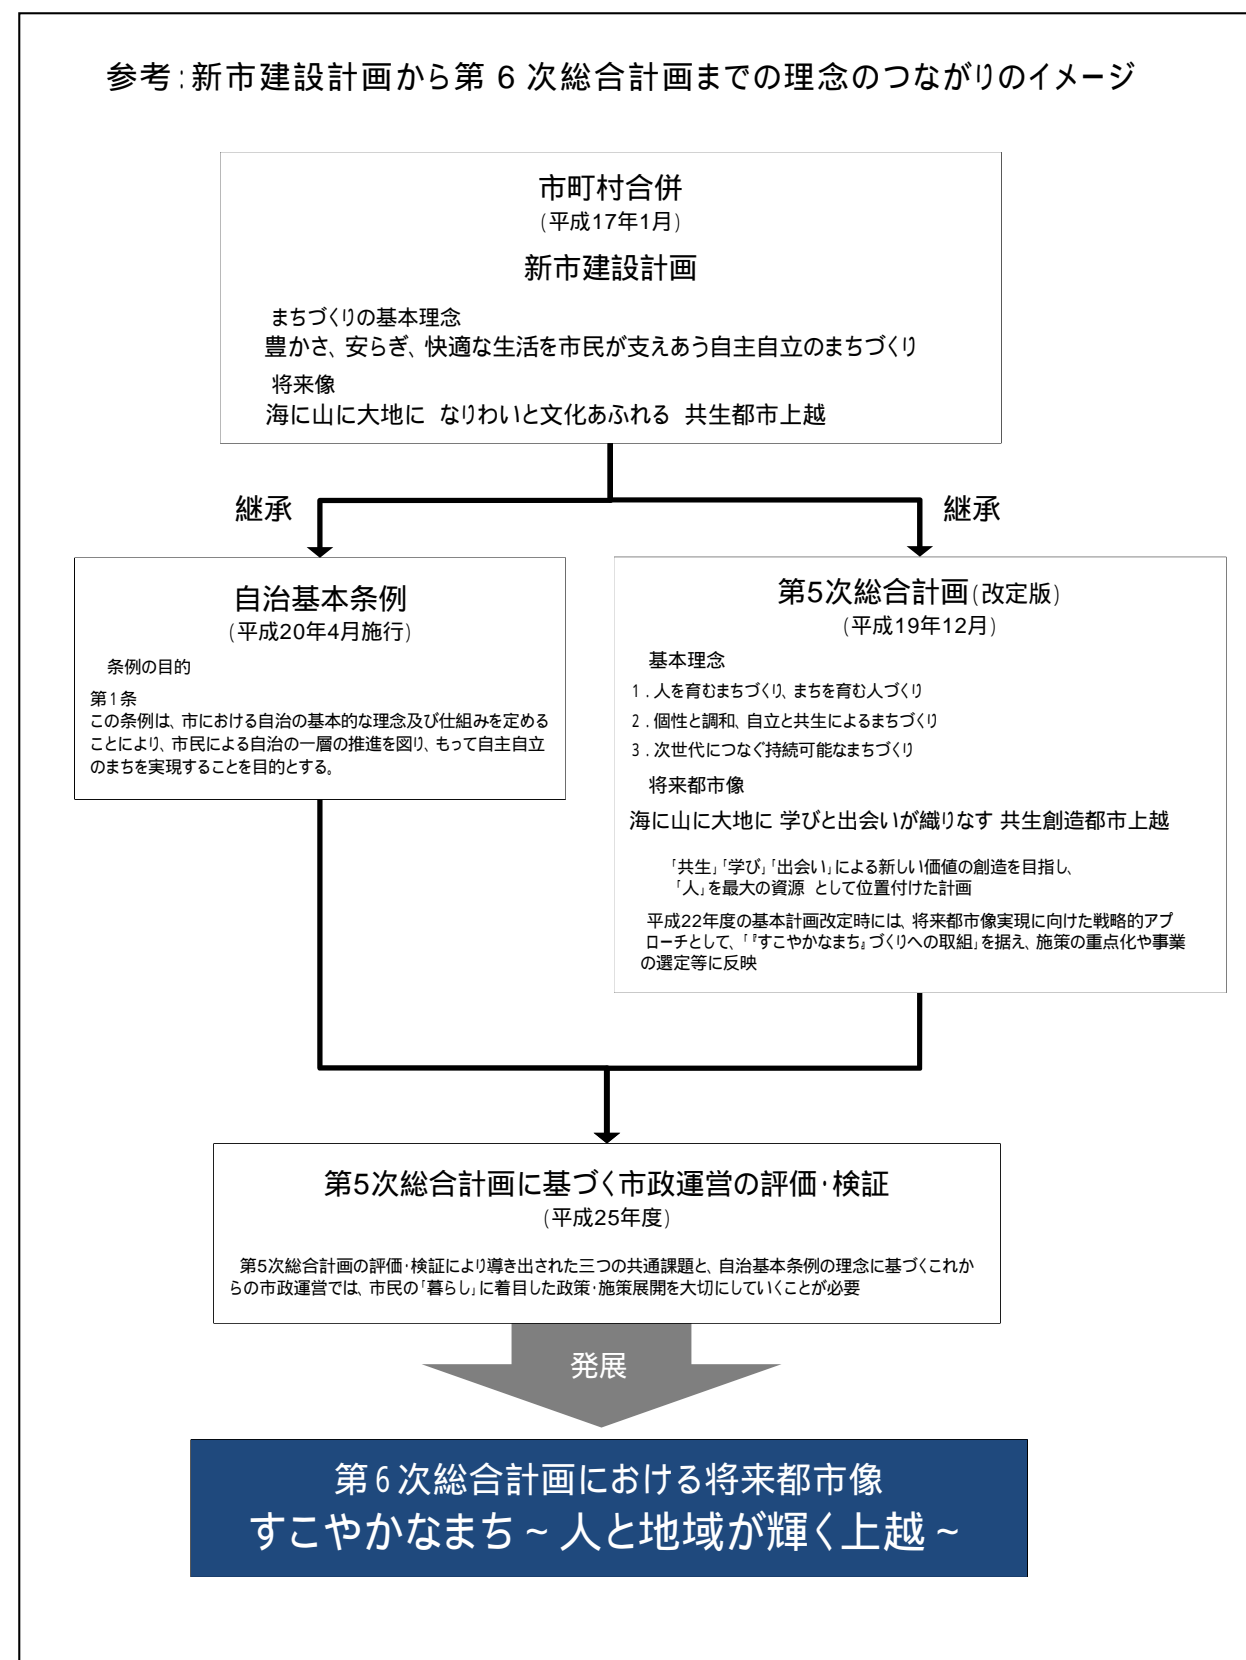 参考:新市建設計画から第6次総合計画までの理念のつながりのイメージ
市町村合併
(平成17年1月)
新市建設計画
まちづくりの基本理念
豊かさ、安らぎ、快適な生活を市民が支えあう自主自立のまちづくり
将来像
海に山に大地に なりわいと文化あふれる 共生都市上越
継承
継承
自治基本条例
(平成20年4月施行)
条例の目的
第1条
この条例は、市における自治の基本的な理念及び仕組みを定める
ことにより、市民による自治の一層の推進を図り、もって自主自立
のまちを実現することを目的とする。
第5次総合計画(改定版)
(平成19年12月)
基本理念
1.人を育むまちづくり、まちを育む人づくり
2.個性と調和、自立と共生によるまちづくり
3.次世代につなぐ持続可能なまちづくり
将来都市像
海に山に大地に 学びと出会いが織りなす 共生創造都市上越
「共生」「学び」「出会い」による新しい価値の創造を目指し、
「人」を最大の資源 として位置付けた計画
平成22年度の基本計画改定時には、将来都市像実現に向けた戦略的アプ
ローチとして、「『すこやかなまち』づくりへの取組」を据え、施策の重点化や事業
の選定等に反映
第5次総合計画に基づく市政運営の評価・検証
(平成25年度)
第5次総合計画の評価・検証により導き出された三つの共通課題と、自治基本条例の理念に基づくこれか
らの市政運営では、市民の「暮らし」に着目した政策・施策展開を大切にしていくことが必要
発展
第6次総合計画における将来都市像
すこやかなまち~人と地域が輝く上越~